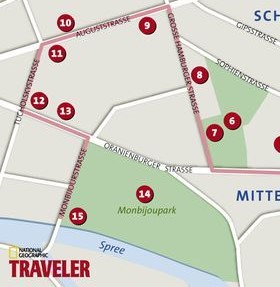 SCH
10
9
AUGUSTSTRASSE
GROSSE HAMBURGER STRASSE
GIPSSTRASSE
11
SOPHIENSTRASSE
8
TUCHOLSKYSTRASSE
12
13
6
7
ORANIENBURGER STRASSE
MONBIJOUSTRASSE
14
MITTE
Monbijoupark
15
Spree
NATIONAL
GEOGRAPHIC
TRAVELER